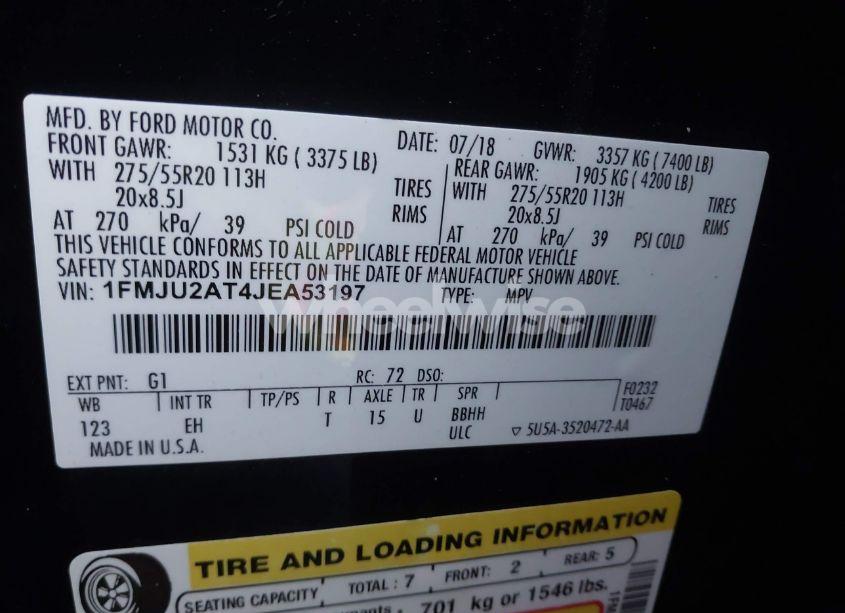 MFD. BY FORD MOTOR CO. DATE: 07/18 GVWR: 3357 KG ( 7400 LB)
FRONT GAWR: 1531 KG ( 3375 LB) REAR GAWR: 1905 KG ( 4200 LB)
WITH 275/55R20 113H TIRES WITH 275/55R20 113H TIRES
20x8.5J RIMS 20x8.5J RIMS
AT 270 kPa/ 39 PSI COLD AT 270 kPa/ 39 PSI COLD
THIS VEHICLE CONFORMS TO ALL APPLICABLE FEDERAL MOTOR VEHICLE
SAFETY STANDARDS IN EFFECT ON THE DATE OF MANUFACTURE SHOWN ABOVE.
VIN: 1FMJU2AT4JEA53197 TYPE: MPV
wheelwise
EXT PNT: G1 RC: 72 DSO:
WB INT TR TP/PS R AXLE TR SPR F0232
123 EH T 15 U BBHH T0467
MADE IN U.S.A. ULC 5U5A-3520472-AA
TIRE AND LOADING INFORMATION
SEATING CAPACITY TOTAL : 7 FRONT: 2 REAR: 5
701 kg or 1546 lbs.